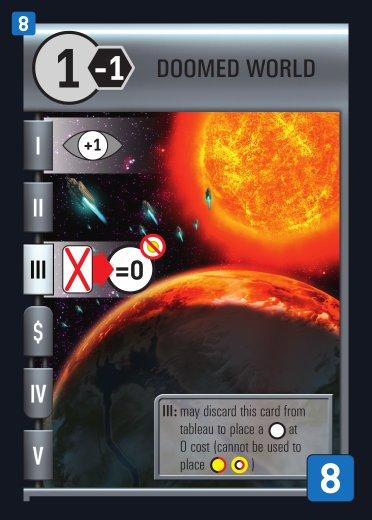 8
1 -1 DOOMED WORLD
I +1
II
III =0
$
IV
V
III: may discard this card from
tableau to place a at
0 cost (cannot be used to
place )
8